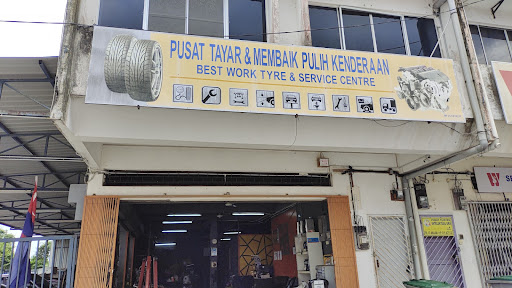 PUSAT TAYAR & MEMBAIK PULIH KENDERAAN
BEST WORK TYRE & SERVICE CENTRE